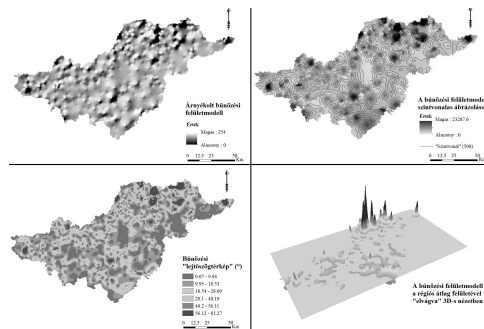 Árnyékolt bűnözési
felületmodell
Érték
Magas : 254
Alacsony : 0
0 12.5 25 50
Km
A bűnözési felületmodell
szintvonalas ábrázolása
Érték
Magas : 23287.6
Alacsony : 0
"Szintvonal" (500)
0 12.5 25 50
Km
Bűnözési
"lejtőszögtérkép" (°)
0.07 - 9.94
9.95 - 18.53
18.54 - 28.09
28.1 - 40.19
40.2 - 56.11
56.12 - 81.27
0 12.5 25 50
Km
A bűnözési felületmodell
a régiós átlag felületével
"elvágva" 3D-s nézetben